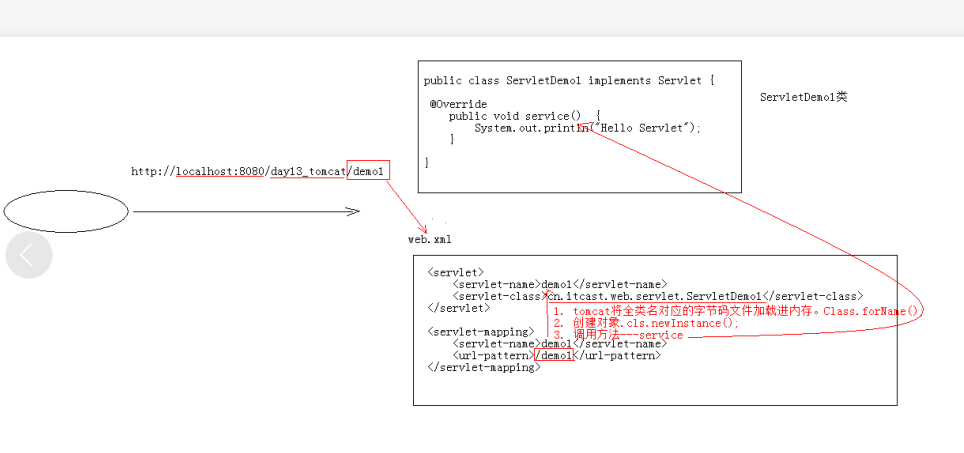 public class ServletDemo1 implements Servlet {
@Override
public void service()  {
System.out.println("Hello Servlet");
}
}
ServletDemo1类
http://localhost:8080/day13_tomcat/demo1
web.xml
<servlet>
<servlet-name>demo1</servlet-name>
<servlet-class>cn.itcast.web.servlet.ServletDemo1</servlet-class>
</servlet>
1. tomcat将全类名对应的字节码文件加载进内存。Class.forName()
2. 创建对象.cls.newInstance();
3. 调用方法---service
<servlet-mapping>
<servlet-name>demo1</servlet-name>
<url-pattern>/demo1</url-pattern>
</servlet-mapping>